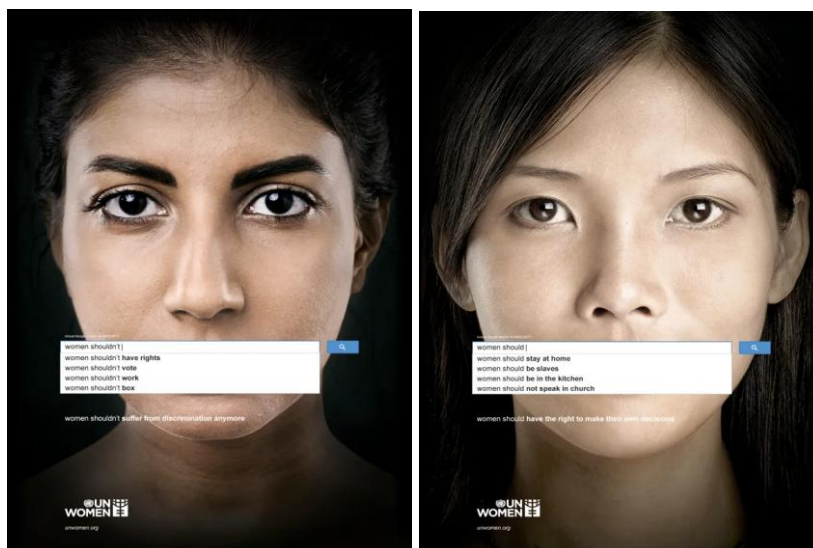 women shouldn't |
women shouldn't have rights
women shouldn't vote
women shouldn't work
women shouldn't box
women shouldn't suffer from discrimination anymore
UN
WOMEN
unwomen.org
women should |
women should stay at home
women should be slaves
women should be in the kitchen
women should not speak in church
women should have the right to make their own decisions
UN
WOMEN
unwomen.org